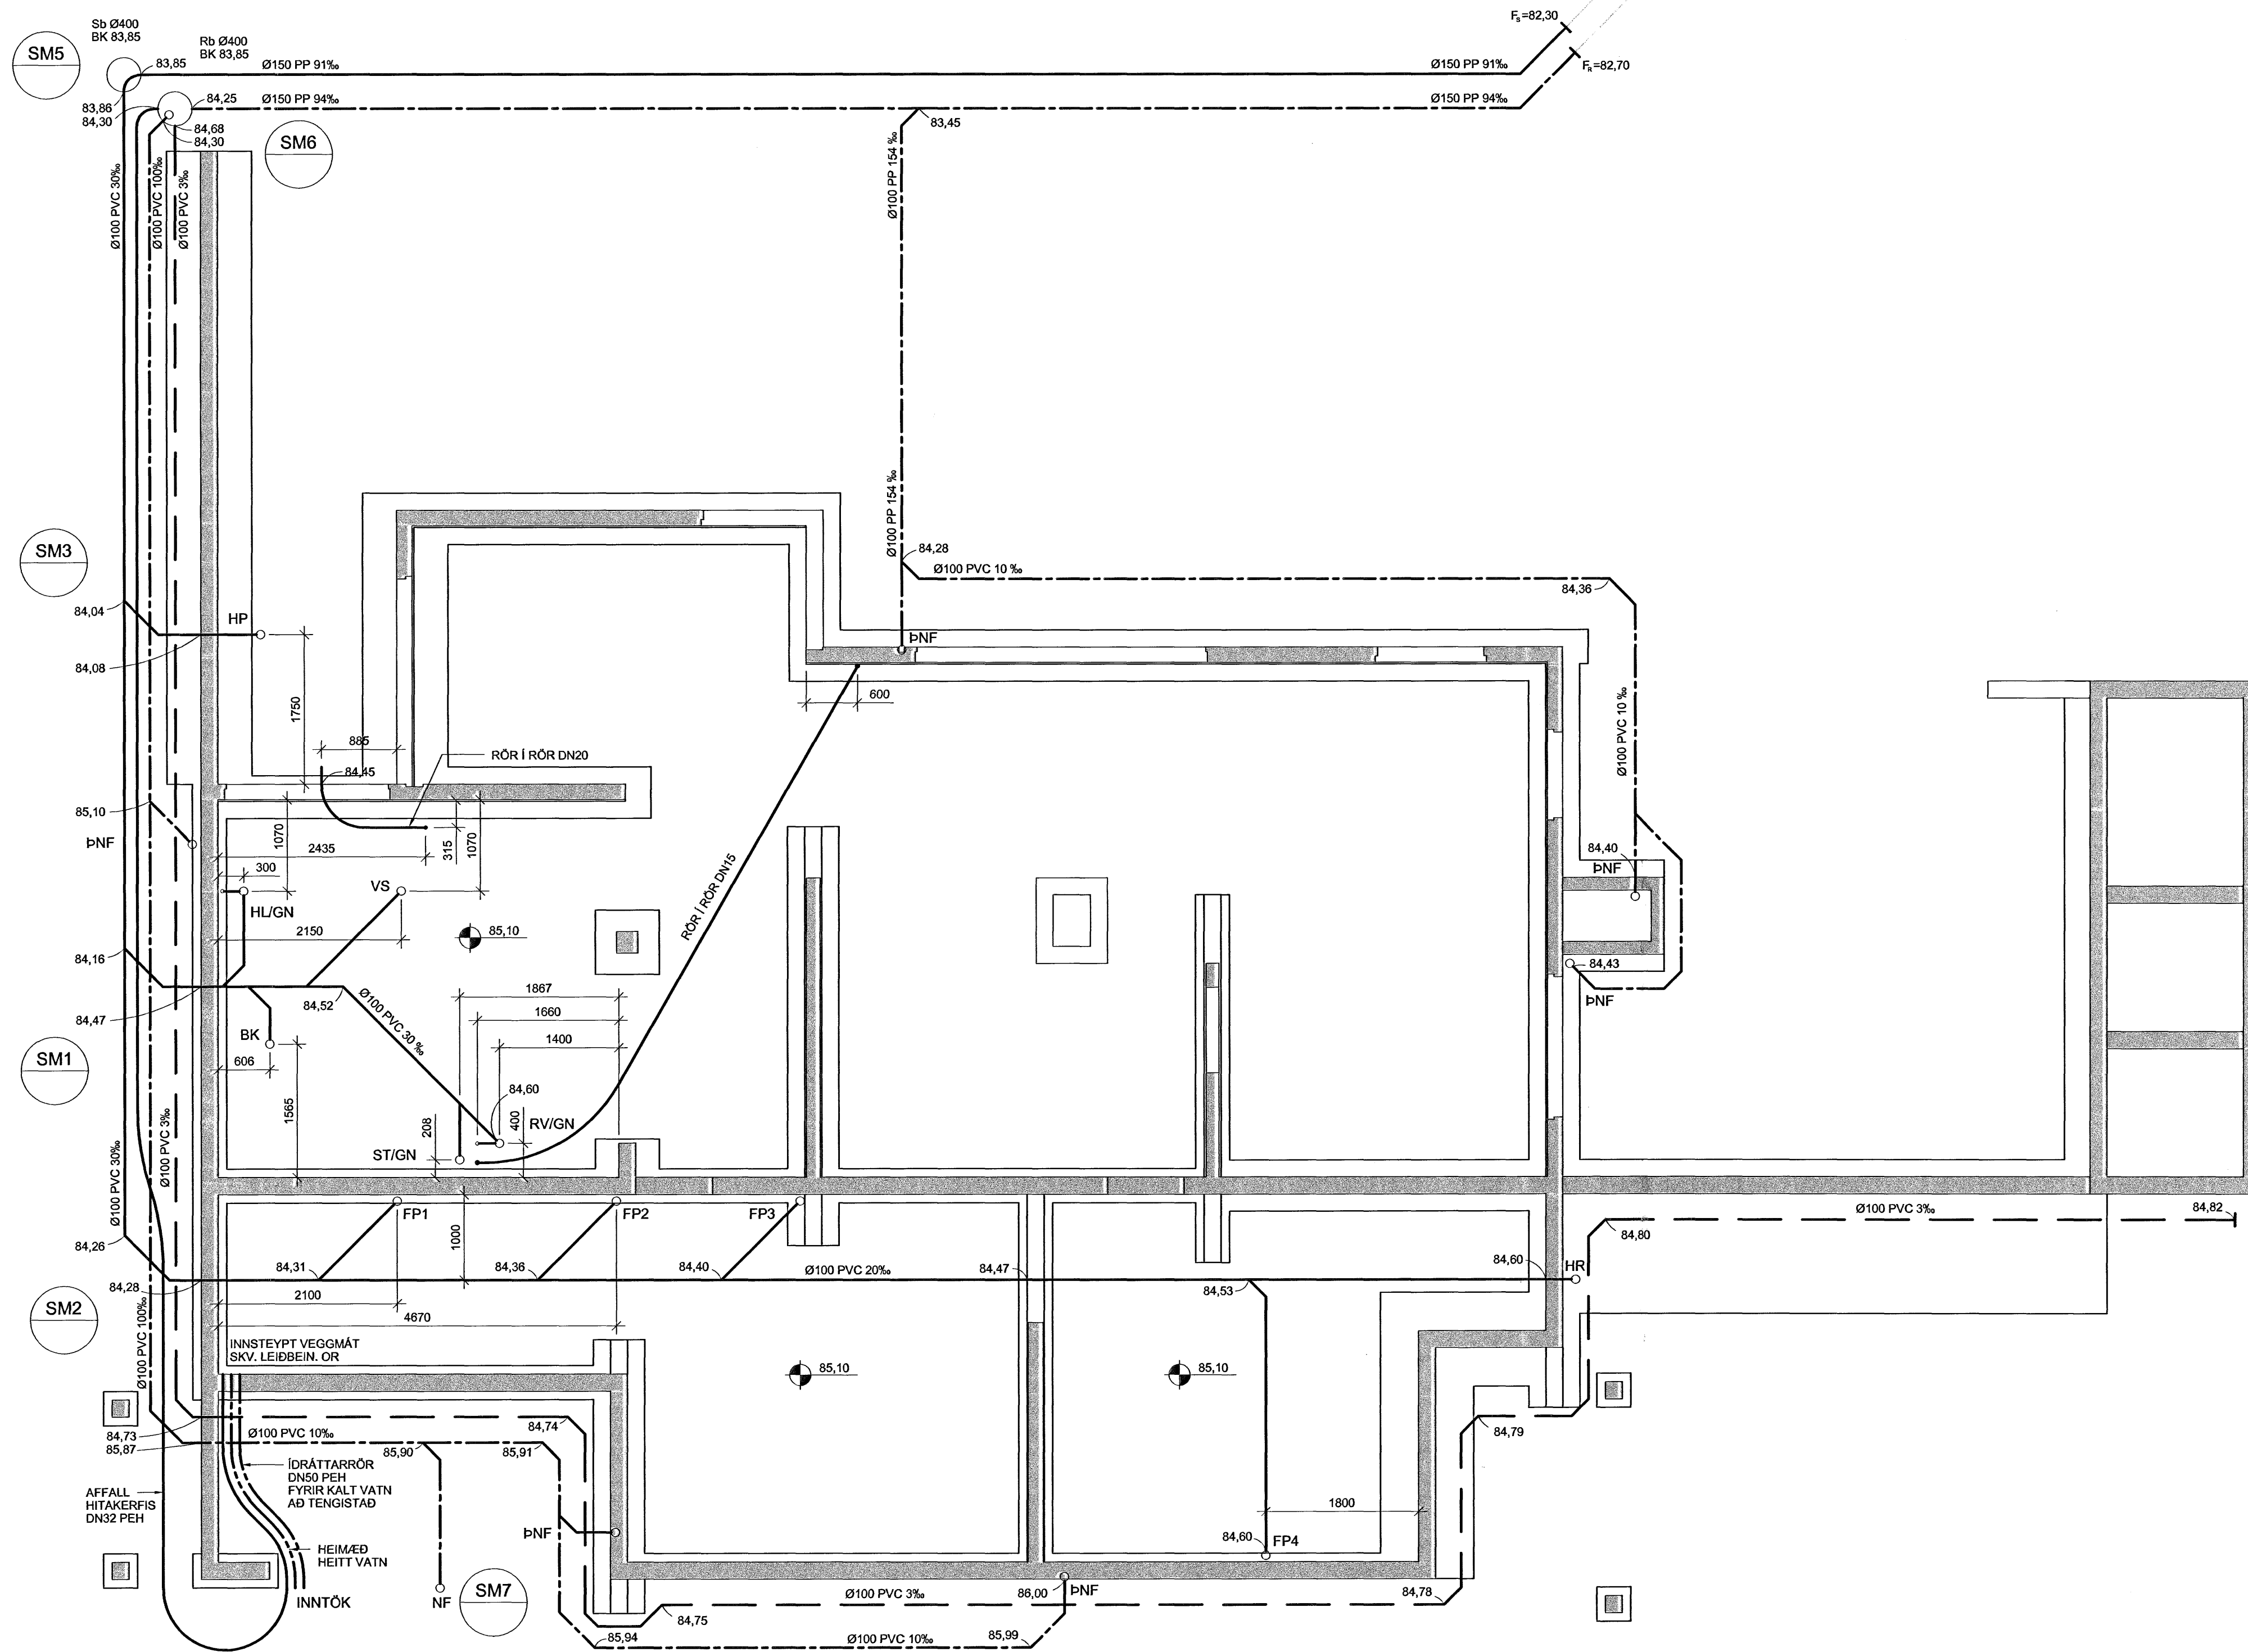 Sb Ø400
BK 83,85
SM5
Rb Ø400
BK 83,85
83,85
Ø150 PP 91‰
Ø150 PP 91‰
Fs=82,30
FR=82,70
83,86
84,30
84,25
Ø150 PP 94‰
Ø150 PP 94‰
84,68
84,30
SM6
83,45
Ø100 PVC 30‰
Ø100 PVC 100‰
Ø100 PVC 3‰
Ø100 PP 154 ‰
Ø100 PP 154 ‰
SM3
84,28
Ø100 PVC 10 ‰
84,36
84,04
HP
ÞNF
84,08
1750
600
Ø100 PVC 10 ‰
885
RÖR Í RÖR DN20
84,45
85,10
ÞNF
1070
2435
315
1070
300
VS
HL/GN
2150
85,10
RÖR Í RÖR DN15
84,40
ÞNF
84,43
ÞNF
84,16
84,47
84,52
Ø100 PVC 30 ‰
1867
1660
1400
BK
606
1565
SM1
84,60
208
400
RV/GN
ST/GN
Ø100 PVC 3‰
Ø100 PVC 30‰
FP1
FP2
FP3
1000
Ø100 PVC 3‰
84,82
84,80
84,26
84,28
84,31
84,36
84,40
Ø100 PVC 20‰
84,47
84,53
84,60
HR
2100
4670
SM2
Ø100 PVC 100‰
INNSTEYPT VEGGMÁT
SKV. LEIÐBEIN. OR
85,10
85,10
84,73
85,87
Ø100 PVC 10‰
84,74
85,90
85,91
84,79
ÍDRÁTTARRÖR
DN50 PEH
FYRIR KALT VATN
AÐ TENGISTAÐ
AFFALL
HITAKERFIS
DN32 PEH
1800
ÞNF
84,60
FP4
HEIMÆÐ
HEITT VATN
INNTÖK
NF
SM7
86,00
ÞNF
Ø100 PVC 3‰
84,78
84,75
85,94
Ø100 PVC 10‰
85,99